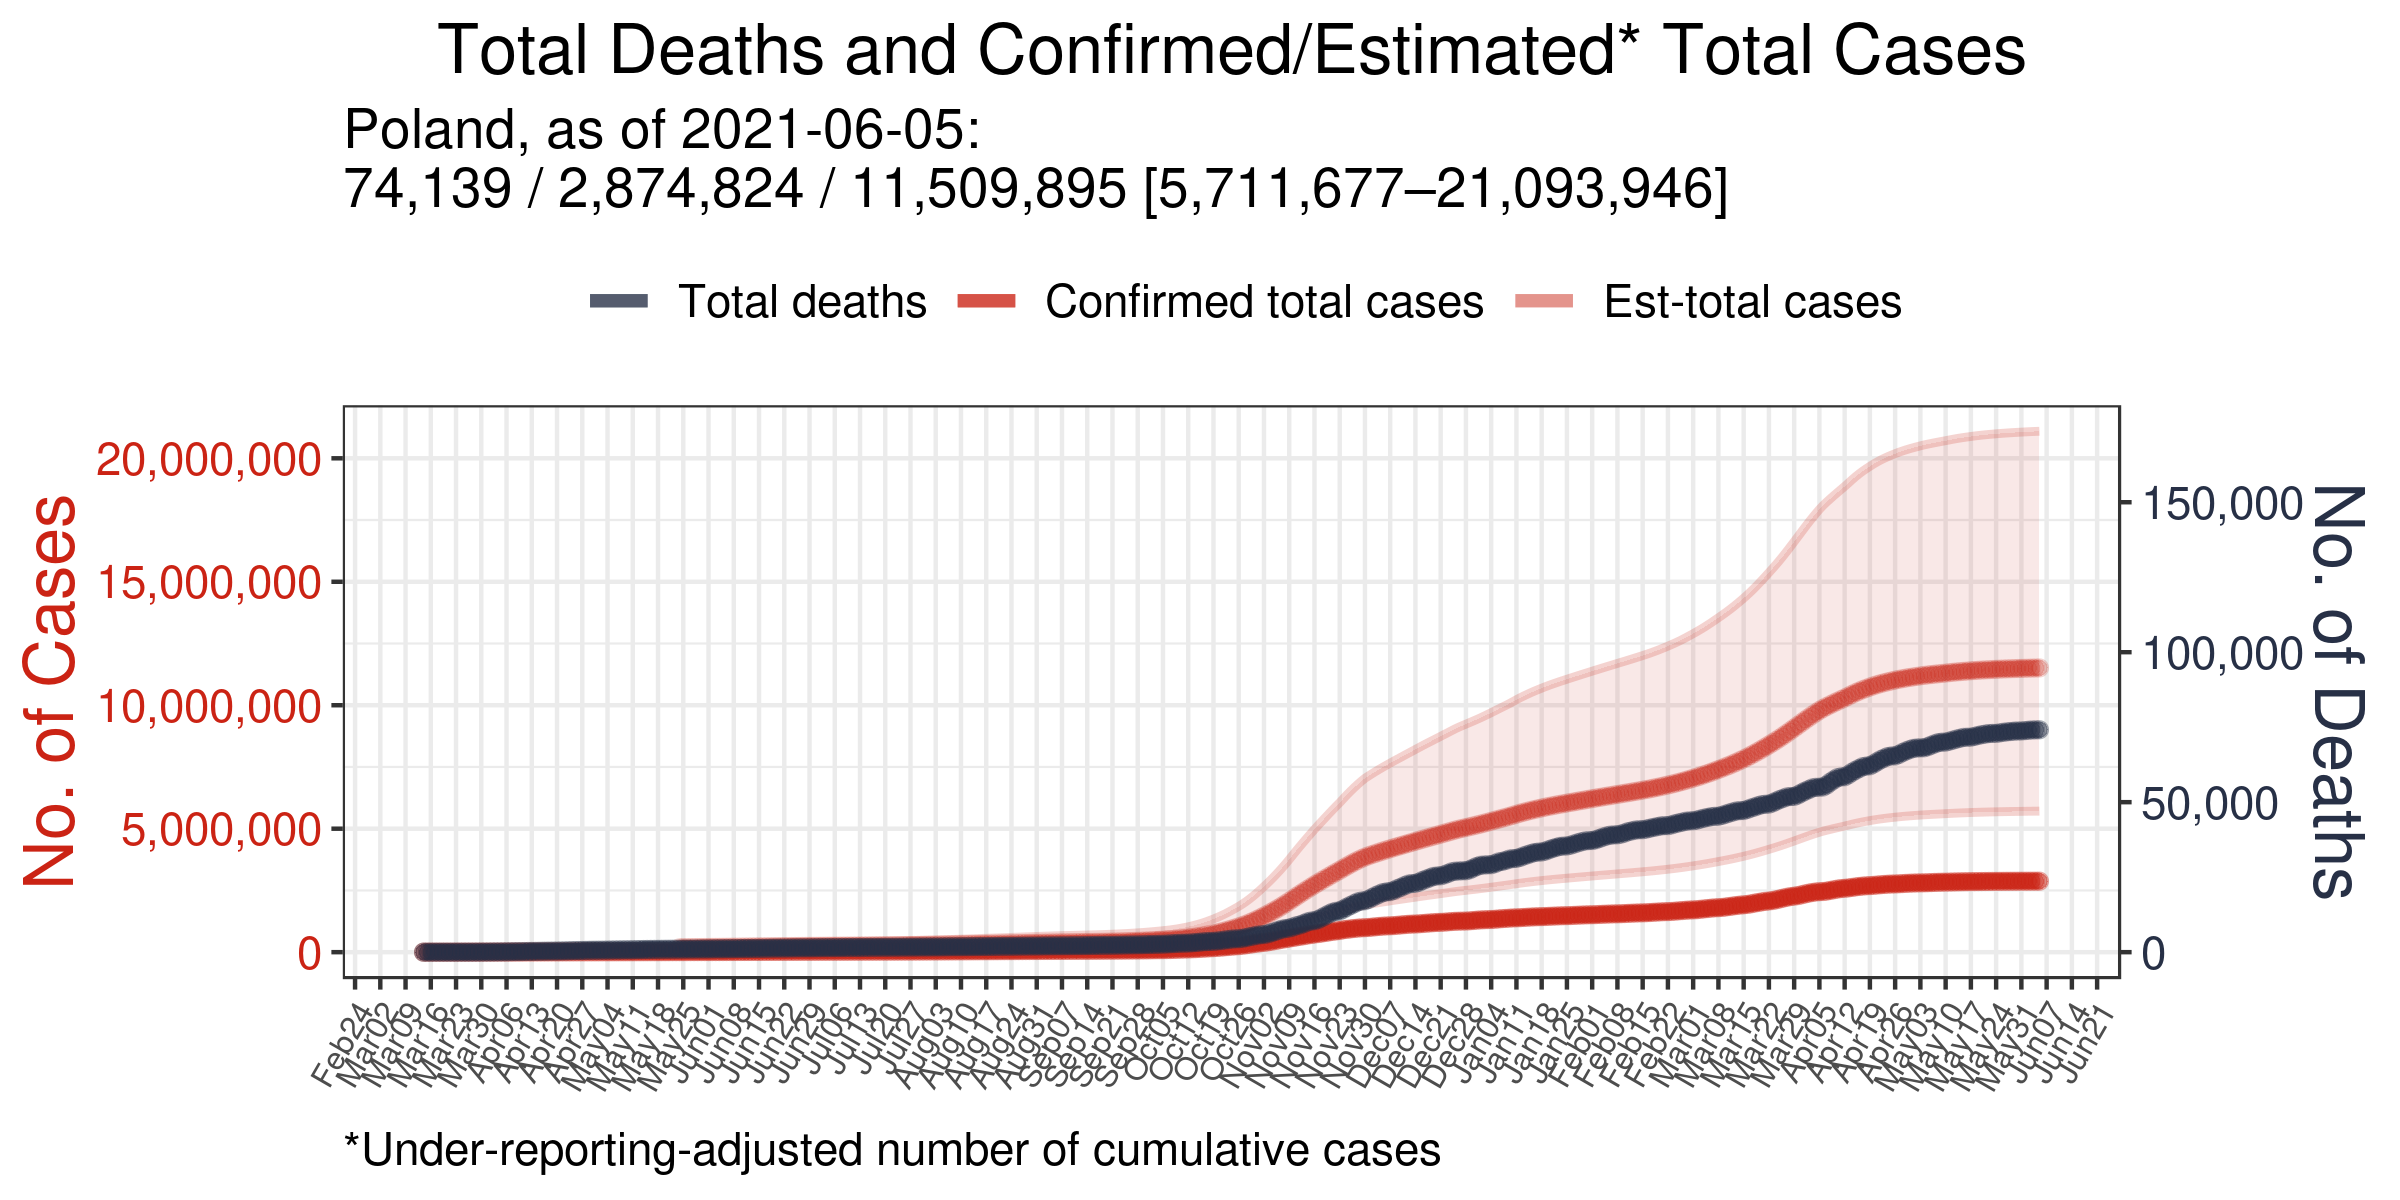 Total Deaths and Confirmed/Estimated* Total Cases
Poland, as of 2021-06-05:
74,139 / 2,874,824 / 11,509,895 [5,711,677–21,093,946]
Total deaths
Confirmed total cases
Est-total cases
No. of Cases
20,000,000
15,000,000
10,000,000
5,000,000
0
150,000
100,000
50,000
0
No. of Deaths
Feb24
Mar02
Mar09
Mar16
Mar23
Mar30
Apr06
Apr13
Apr20
Apr27
May04
May11
May18
May25
Jun01
Jun08
Jun15
Jun22
Jun29
Jul06
Jul13
Jul20
Jul27
Aug03
Aug10
Aug17
Aug24
Aug31
Sep07
Sep14
Sep21
Sep28
Oct05
Oct12
Oct19
Oct26
Nov02
Nov09
Nov16
Nov23
Nov30
Dec07
Dec14
Dec21
Dec28
Jan04
Jan11
Jan18
Jan25
Feb01
Feb08
Feb15
Feb22
Mar01
Mar08
Mar15
Mar22
Mar29
Apr05
Apr12
Apr19
Apr26
May03
May10
May17
May24
May31
Jun07
Jun14
Jun21
*Under-reporting-adjusted number of cumulative cases